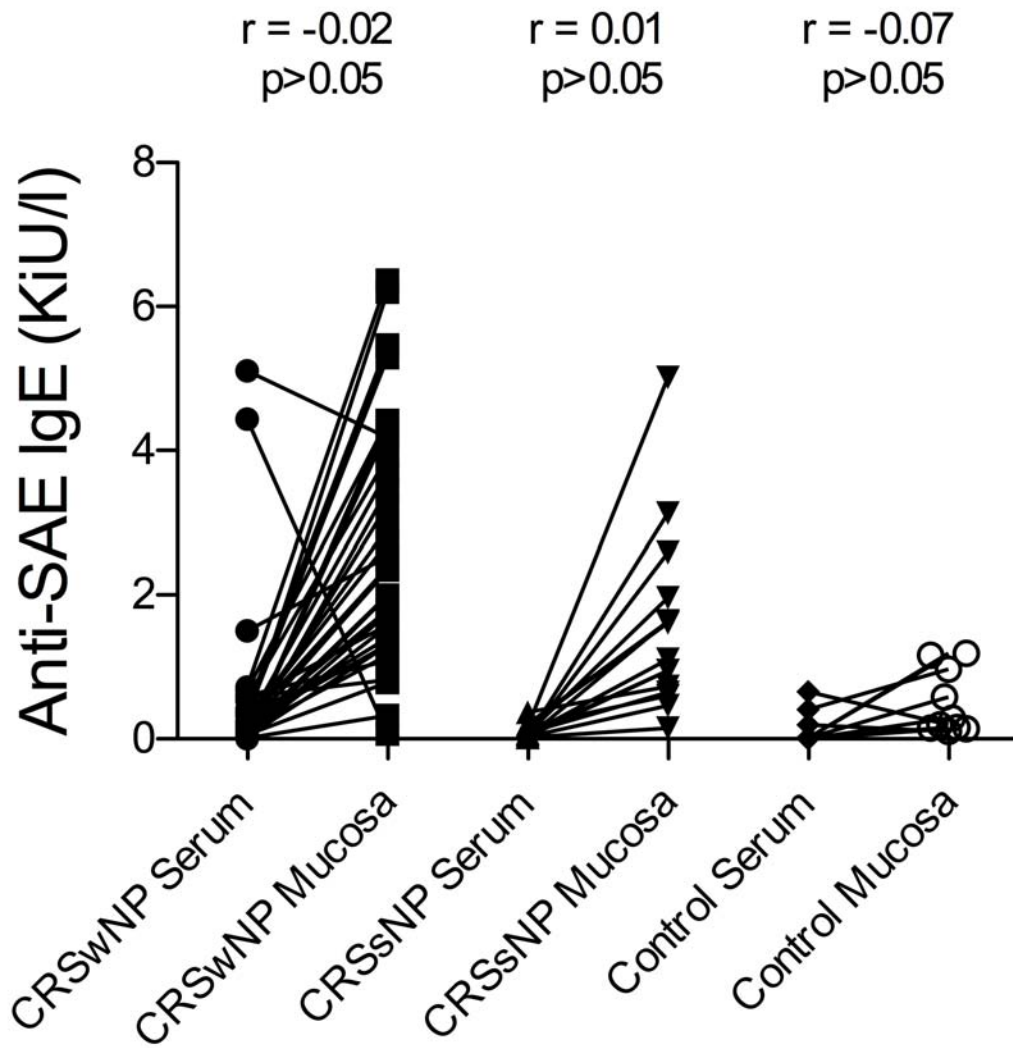 r = -0.02 r = 0.01 r = -0.07
p>0.05 p>0.05 p>0.05
Anti-SAE IgE (KiU/l)
8
6
4
2
0
CRSwNP Serum
CRSwNP Mucosa
CRSsNP Serum
CRSsNP Mucosa
Control Serum
Control Mucosa